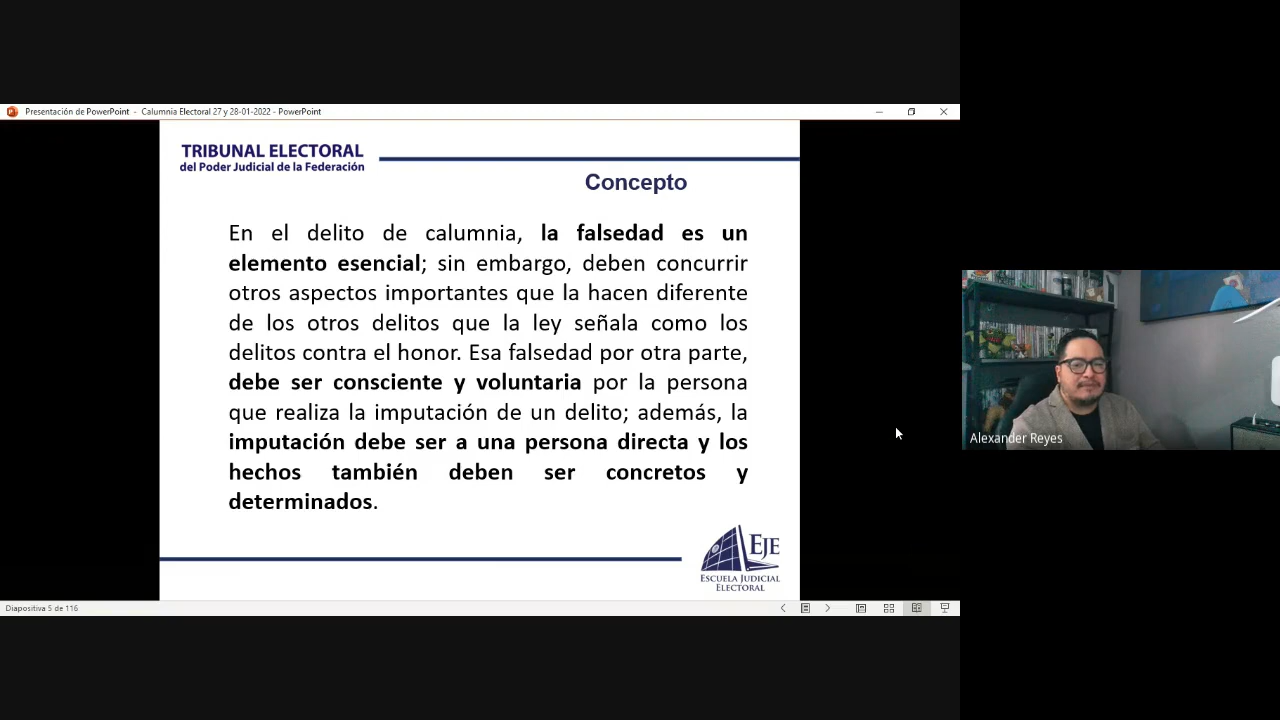 Presentación de PowerPoint - Calumnia Electoral 27 y 28-01-2022 - PowerPoint
TRIBUNAL ELECTORAL
del Poder Judicial de la Federación
Concepto
En el delito de calumnia, la falsedad es un
elemento esencial; sin embargo, deben concurrir
otros aspectos importantes que la hacen diferente
de los otros delitos que la ley señala como los
delitos contra el honor. Esa falsedad por otra parte,
debe ser consciente y voluntaria por la persona
que realiza la imputación de un delito; además, la
imputación debe ser a una persona directa y los
hechos también deben ser concretos y
determinados.
EJE
ESCUELA JUDICIAL
ELECTORAL
Diapositiva 5 de 116
Alexander Reyes